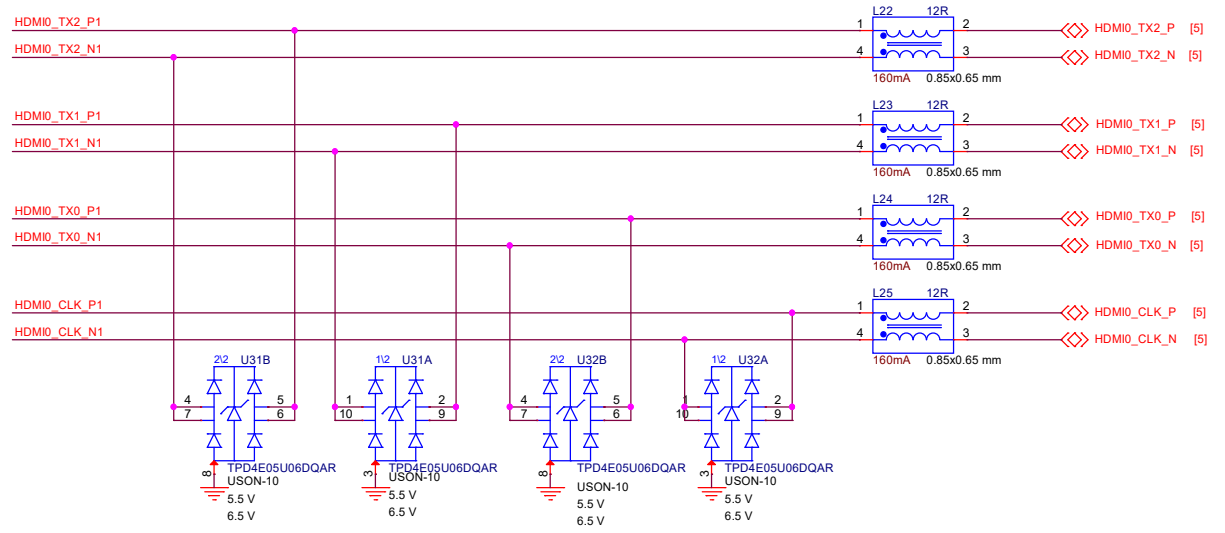 L22 12R
HDMI0_TX2_P1 1 2 HDMI0_TX2_P [5]
HDMI0_TX2_N1 4 3 HDMI0_TX2_N [5]
160mA 0.85x0.65 mm
L23 12R
HDMI0_TX1_P1 1 2 HDMI0_TX1_P [5]
HDMI0_TX1_N1 4 3 HDMI0_TX1_N [5]
160mA 0.85x0.65 mm
L24 12R
HDMI0_TX0_P1 1 2 HDMI0_TX0_P [5]
HDMI0_TX0_N1 4 3 HDMI0_TX0_N [5]
160mA 0.85x0.65 mm
L25 12R
HDMI0_CLK_P1 1 2 HDMI0_CLK_P [5]
HDMI0_CLK_N1 4 3 HDMI0_CLK_N [5]
160mA 0.85x0.65 mm
2\2 U31B
4 5
7 6
8
TPD4E05U06DQAR
USON-10
5.5 V
6.5 V
1\2 U31A
1 2
10 9
3
TPD4E05U06DQAR
USON-10
5.5 V
6.5 V
2\2 U32B
4 5
7 6
8
TPD4E05U06DQAR
USON-10
5.5 V
6.5 V
1\2 U32A
1 2
10 9
3
TPD4E05U06DQAR
USON-10
5.5 V
6.5 V